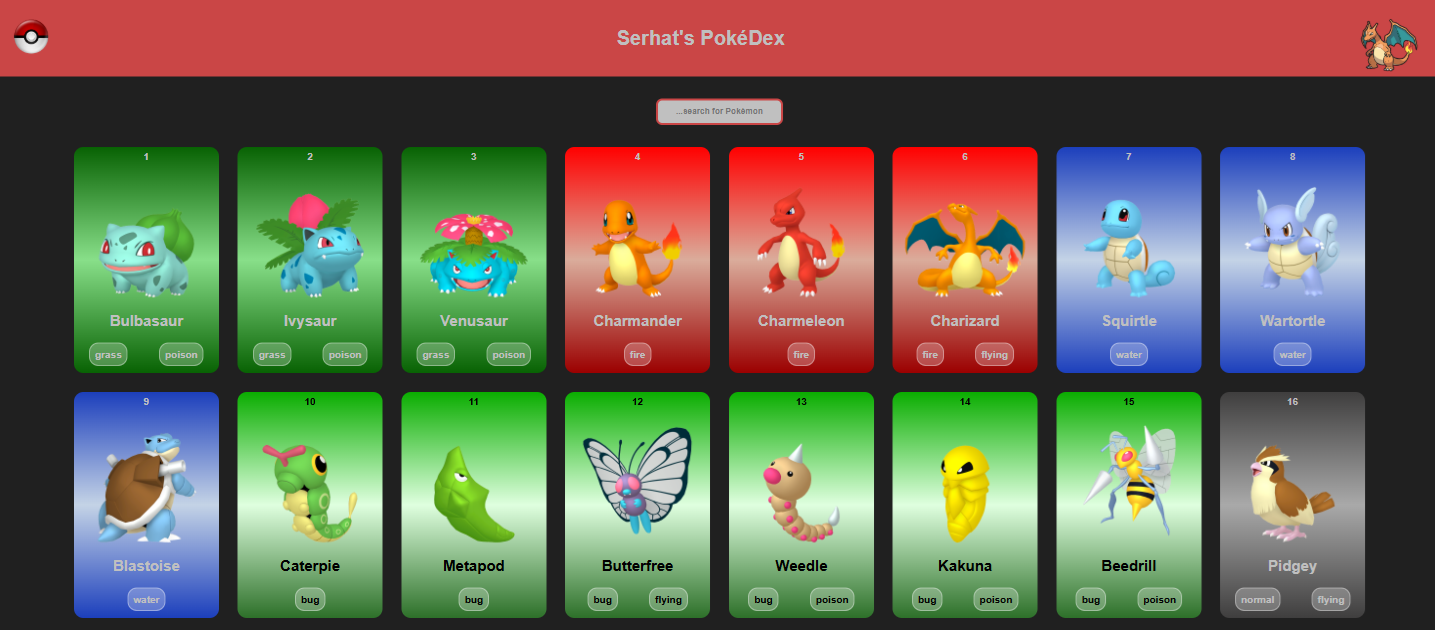 Serhat's PokéDex
...search for Pokémon
1 2 3 4 5 6 7 8
Bulbasaur Ivysaur Venusaur Charmander Charmeleon Charizard Squirtle Wartortle
grass poison grass poison grass poison fire fire fire flying water water
9 10 11 12 13 14 15 16
Blastoise Caterpie Metapod Butterfree Weedle Kakuna Beedrill Pidgey
water bug bug bug flying bug poison bug poison bug poison normal flying